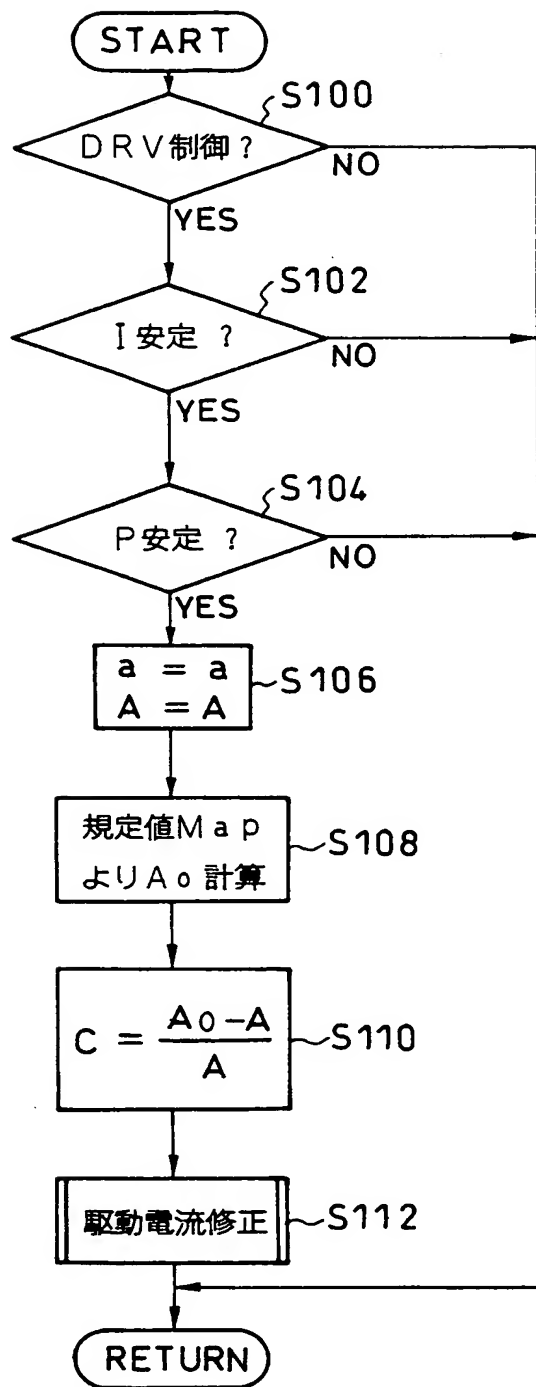 START
S100
DRV制御?
NO
YES
S102
I安定 ?
NO
YES
S104
P安定 ?
NO
YES
a = a
A = A
S106
規定値Map
よりAo計算
S108
C = Ao-A
A
S110
駆動電流修正
S112
RETURN